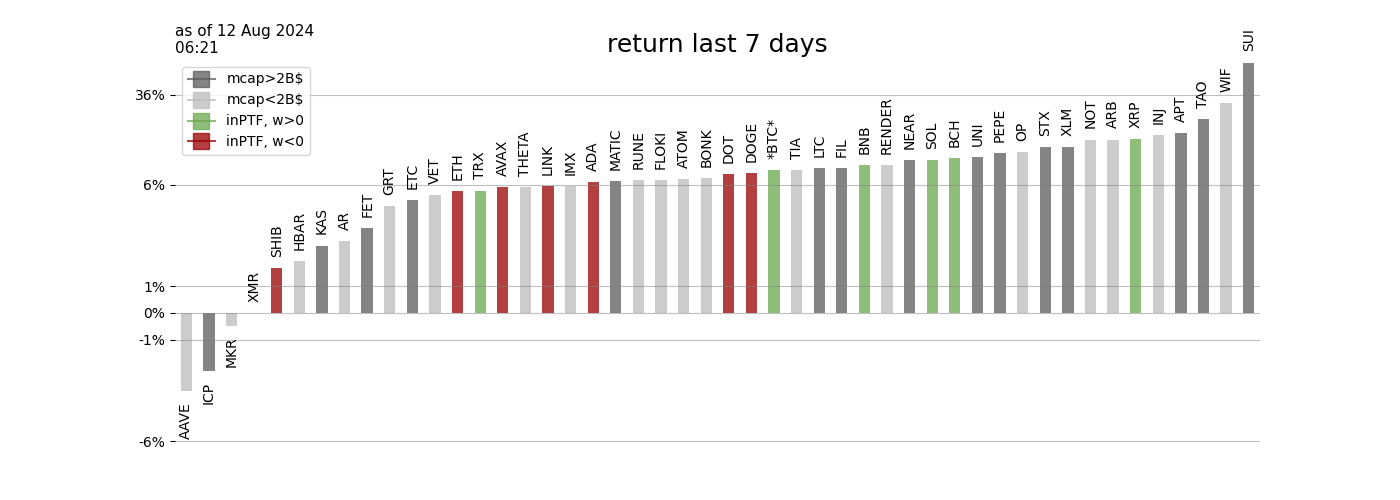 as of 12 Aug 2024
06:21
return last 7 days
mcap>2B$
mcap<2B$
inPTF, w>0
inPTF, w<0
36%
6%
1%
0%
-1%
-6%
AAVE
ICP
MKR
XMR
SHIB
HBAR
KAS
AR
FET
GRT
ETC
VET
ETH
TRX
AVAX
THETA
LINK
IMX
ADA
MATIC
RUNE
FLOKI
ATOM
BONK
DOT
DOGE
*BTC*
TIA
LTC
FIL
BNB
RENDER
NEAR
SOL
BCH
UNI
PEPE
OP
STX
XLM
NOT
ARB
XRP
INJ
APT
TAO
WIF
SUI